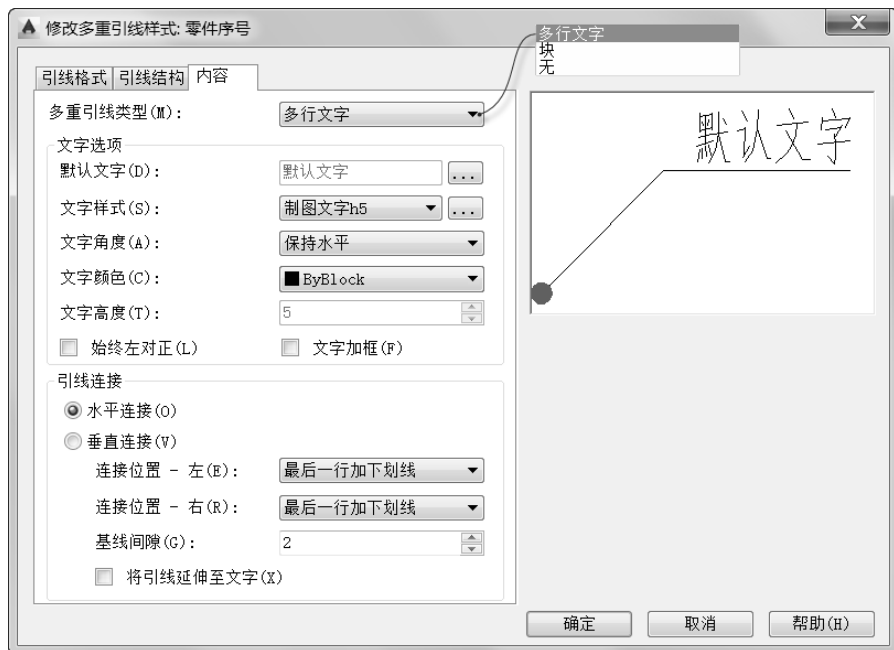 修改多重引线样式: 零件序号
X
多行文字
块
无
引线格式 引线结构 内容
多重引线类型(M): 多行文字
文字选项
默认文字(D): 默认文字 ...
文字样式(S): 制图文字h5 ...
文字角度(A): 保持水平
文字颜色(C): ByBlock
文字高度(T): 5
始终左对正(L) 文字加框(F)
引线连接
水平连接(O)
垂直连接(V)
连接位置 - 左(E): 最后一行加下划线
连接位置 - 右(R): 最后一行加下划线
基线间隙(G): 2
将引线延伸至文字(X)
默认文字
确定 取消 帮助(H)